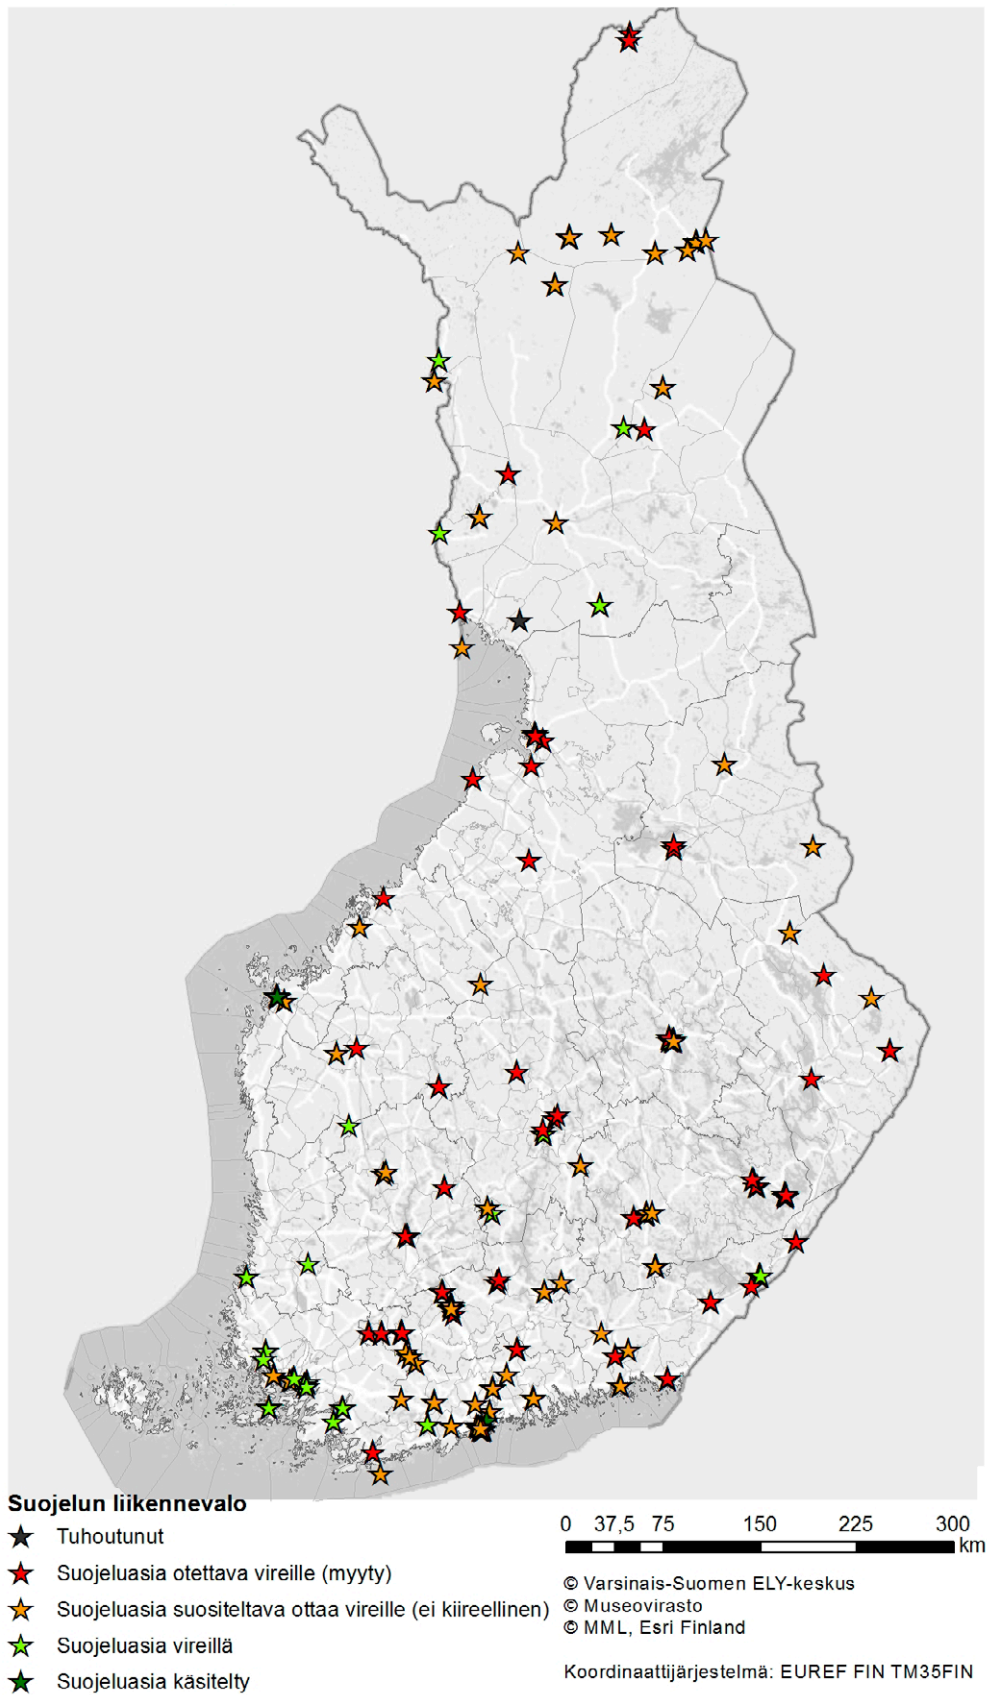 Suojelun liikennevalo
Tuhoutunut
Suojeluasia otettava vireille (myyty)
Suojeluasia suositeltava ottaa vireille (ei kiireellinen)
Suojeluasia vireillä
Suojeluasia käsitelty
0 37,5 75 150 225 300
km
© Varsinais-Suomen ELY-keskus
© Museovirasto
© MML, Esri Finland
Koordinaattijärjestelmä: EUREF FIN TM35FIN